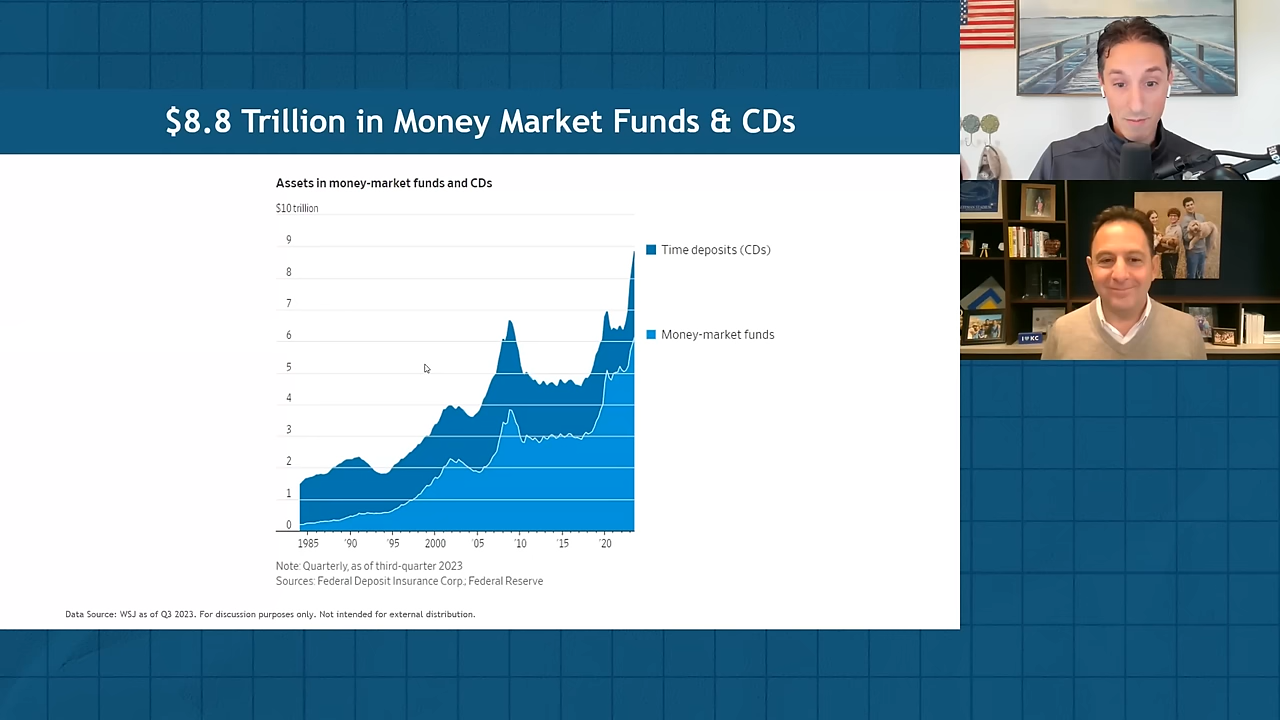 $8.8 Trillion in Money Market Funds & CDs
Assets in money-market funds and CDs
$10 trillion
9
8
7
6
5
4
3
2
1
0
Time deposits (CDs)
Money-market funds
1985 '90 '95 2000 '05 '10 '15 '20
Note: Quarterly, as of third-quarter 2023
Sources: Federal Deposit Insurance Corp.; Federal Reserve
Data Source: WSJ as of Q3 2023. For discussion purposes only. Not intended for external distribution.
I ♥ KC